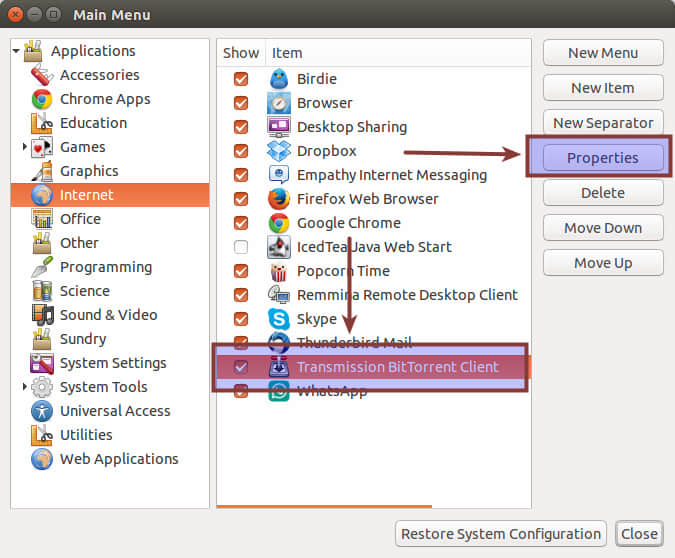 Main Menu
Applications
Accessories
Chrome Apps
Education
Games
Graphics
Internet
Office
Other
Programming
Science
Sound & Video
Sundry
System Settings
System Tools
Universal Access
Utilities
Web Applications
Show Item
Birdie
Browser
Desktop Sharing
Dropbox
Empathy Internet Messaging
Firefox Web Browser
Google Chrome
IcedTea Java Web Start
Popcorn Time
Remmina Remote Desktop Client
Skype
Thunderbird Mail
Transmission BitTorrent Client
WhatsApp
New Menu
New Item
New Separator
Properties
Delete
Move Down
Move Up
Restore System Configuration
Close